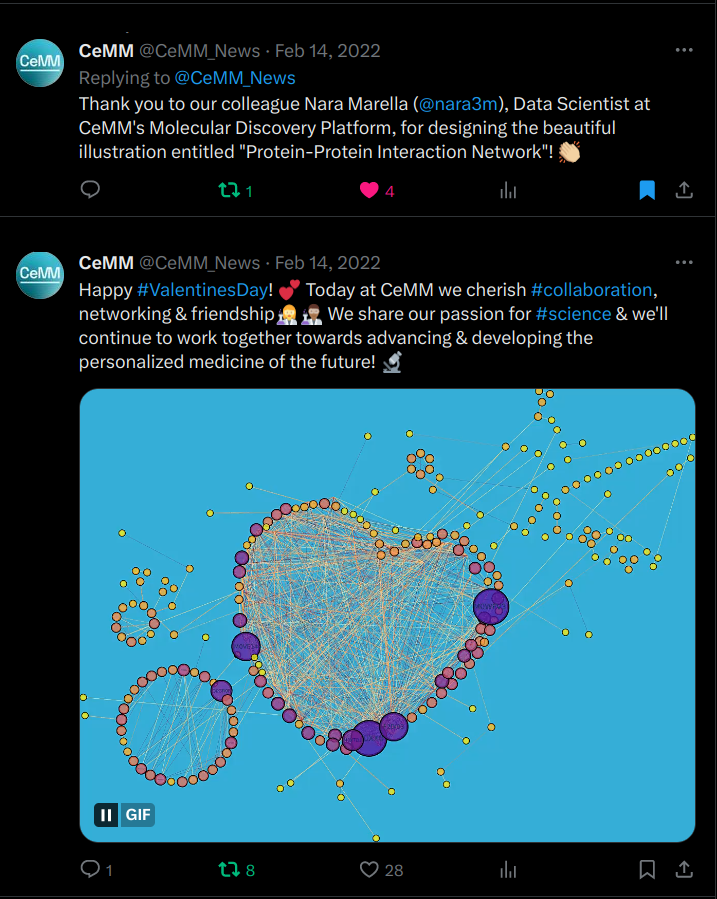 CeMM
CeMM @CeMM_News · Feb 14, 2022
Replying to @CeMM_News
Thank you to our colleague Nara Marella (@nara3m), Data Scientist at
CeMM's Molecular Discovery Platform, for designing the beautiful
illustration entitled "Protein-Protein Interaction Network"! 👏🏻
1
4
CeMM
CeMM @CeMM_News · Feb 14, 2022
Happy #ValentinesDay! 💕 Today at CeMM we cherish #collaboration,
networking & friendship👩‍🔬👨🏽‍🔬 We share our passion for #science & we'll
continue to work together towards advancing & developing the
personalized medicine of the future! 🔬
GIF
1
8
28